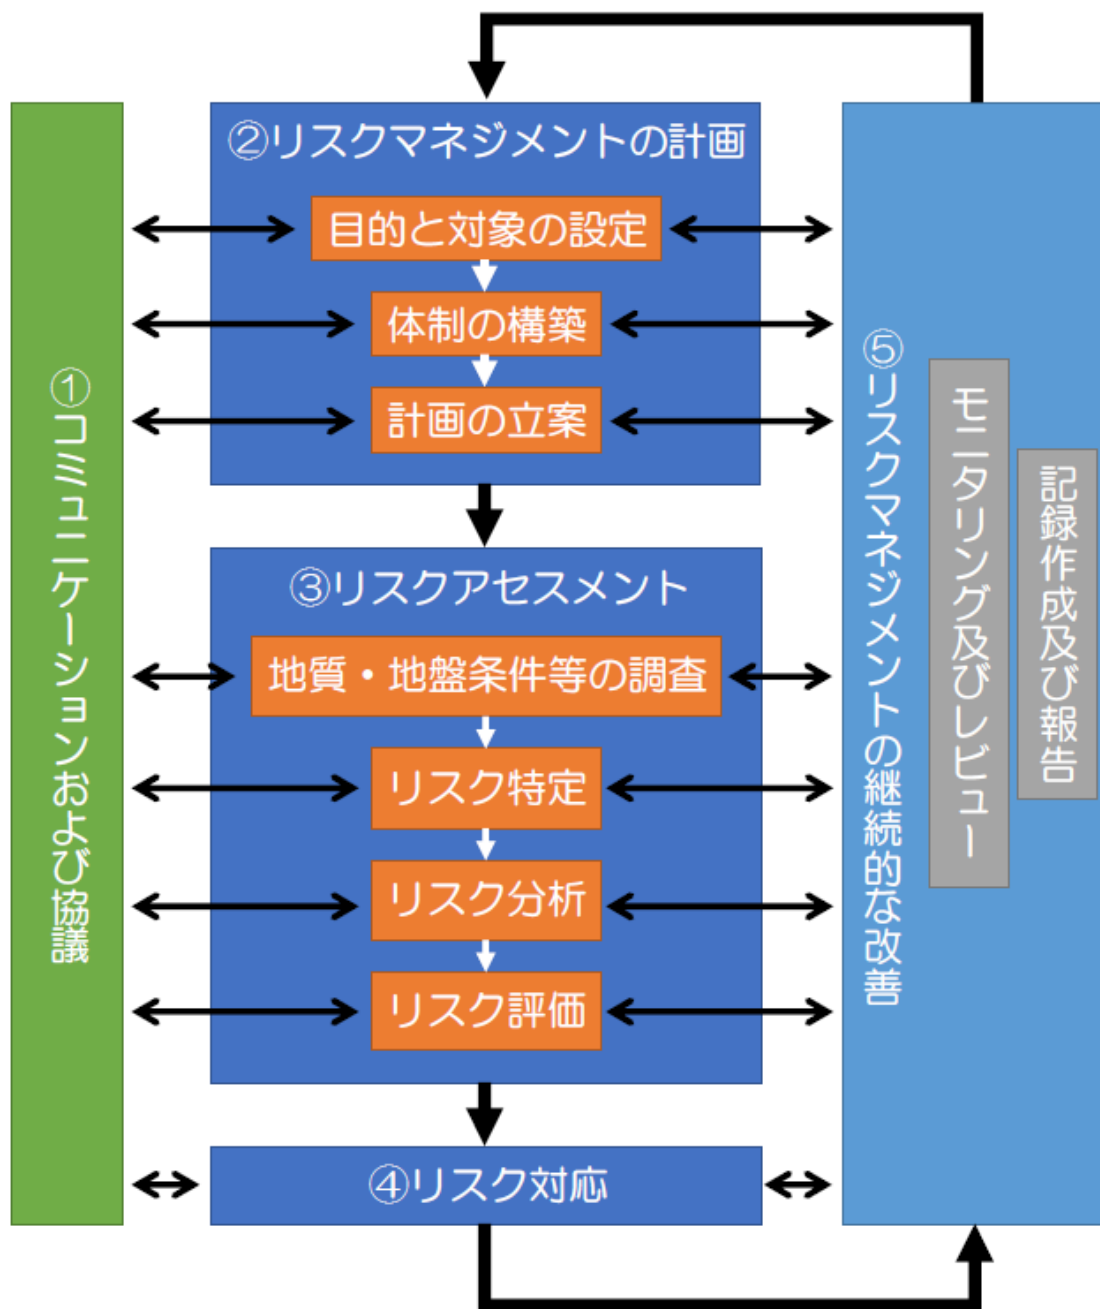 ①コミュニケーションおよび協議
②リスクマネジメントの計画
目的と対象の設定
体制の構築
計画の立案
③リスクアセスメント
地質・地盤条件等の調査
リスク特定
リスク分析
リスク評価
④リスク対応
⑤リスクマネジメントの継続的な改善
モニタリング及びレビュー
記録作成及び報告